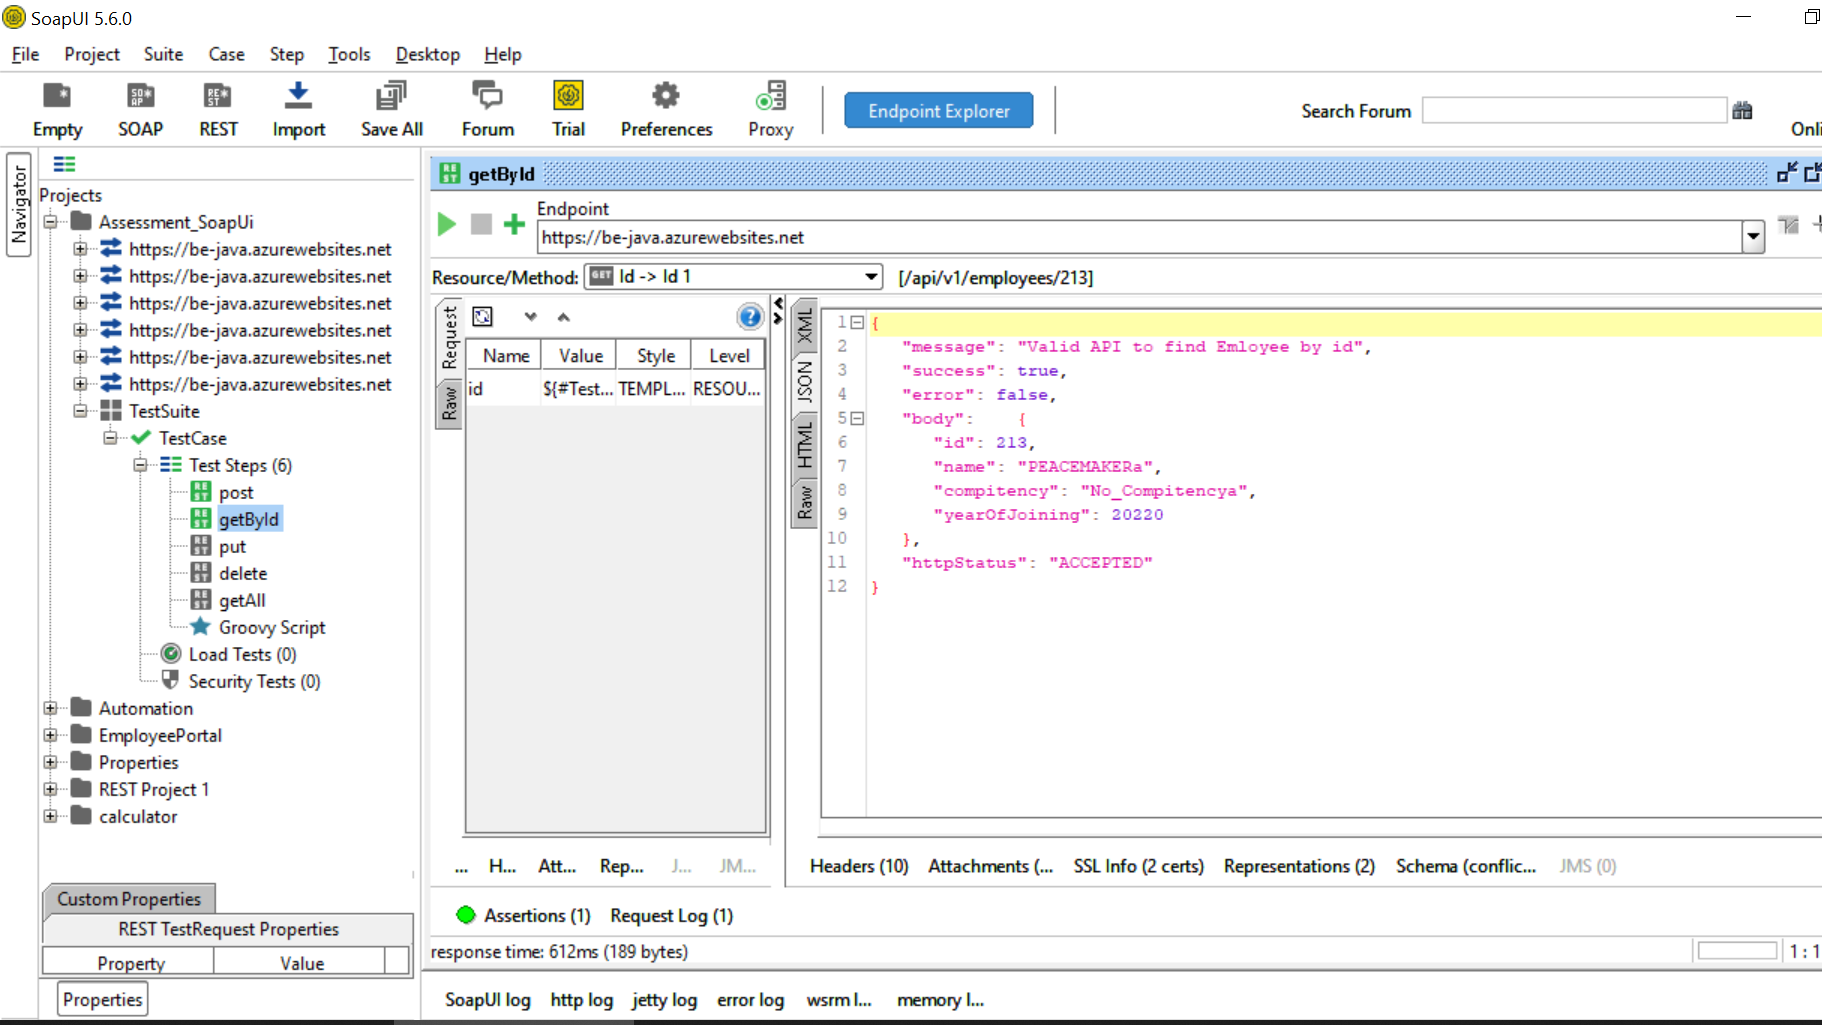 SoapUI 5.6.0
File Project Suite Case Step Tools Desktop Help
Empty SOAP REST Import Save All Forum Trial Preferences Proxy Endpoint Explorer Search Forum Onli
Navigator
Projects
Assessment_SoapUi
https://be-java.azurewebsites.net
https://be-java.azurewebsites.net
https://be-java.azurewebsites.net
https://be-java.azurewebsites.net
https://be-java.azurewebsites.net
https://be-java.azurewebsites.net
TestSuite
TestCase
Test Steps (6)
post
getById
put
delete
getAll
Groovy Script
Load Tests (0)
Security Tests (0)
Automation
EmployeePortal
Properties
REST Project 1
calculator
Custom Properties
REST TestRequest Properties
Property Value
Properties
getById
Endpoint
https://be-java.azurewebsites.net
Resource/Method: GET Id -> Id 1 [/api/v1/employees/213]
Request
Raw
Name Value Style Level
id ${#Test... TEMPL... RESOU...
... H... Att... Rep... J... JM...
XML
JSON
HTML
Raw
1 {
2 "message": "Valid API to find Emloyee by id",
3 "success": true,
4 "error": false,
5 "body": {
6 "id": 213,
7 "name": "PEACEMAKERa",
8 "compitency": "No_Compitencya",
9 "yearOfJoining": 20220
10 },
11 "httpStatus": "ACCEPTED"
12 }
Headers (10) Attachments (... SSL Info (2 certs) Representations (2) Schema (conflic... JMS (0)
Assertions (1) Request Log (1)
response time: 612ms (189 bytes) 1 : 1
SoapUI log http log jetty log error log wsrm l... memory l...